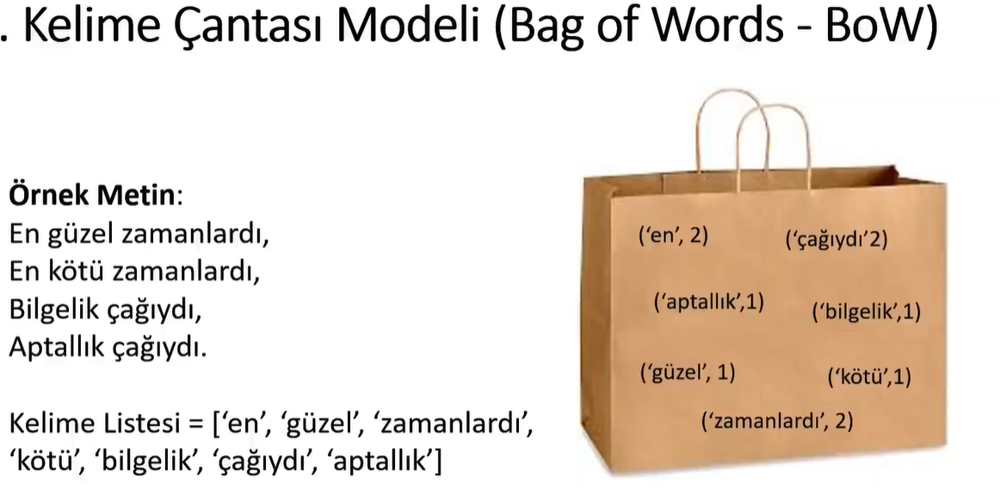 . Kelime Çantası Modeli (Bag of Words - BoW)
Örnek Metin:
En güzel zamanlardı,
En kötü zamanlardı,
Bilgelik çağıydı,
Aptallık çağıydı.
Kelime Listesi = [‘en’, ‘güzel’, ‘zamanlardı’,
‘kötü’, ‘bilgelik’, ‘çağıydı’, ‘aptallık’]
(‘en’, 2) (‘çağıydı’2)
(‘aptallık’,1) (‘bilgelik’,1)
(‘güzel’, 1) (‘kötü’,1)
(‘zamanlardı’, 2)